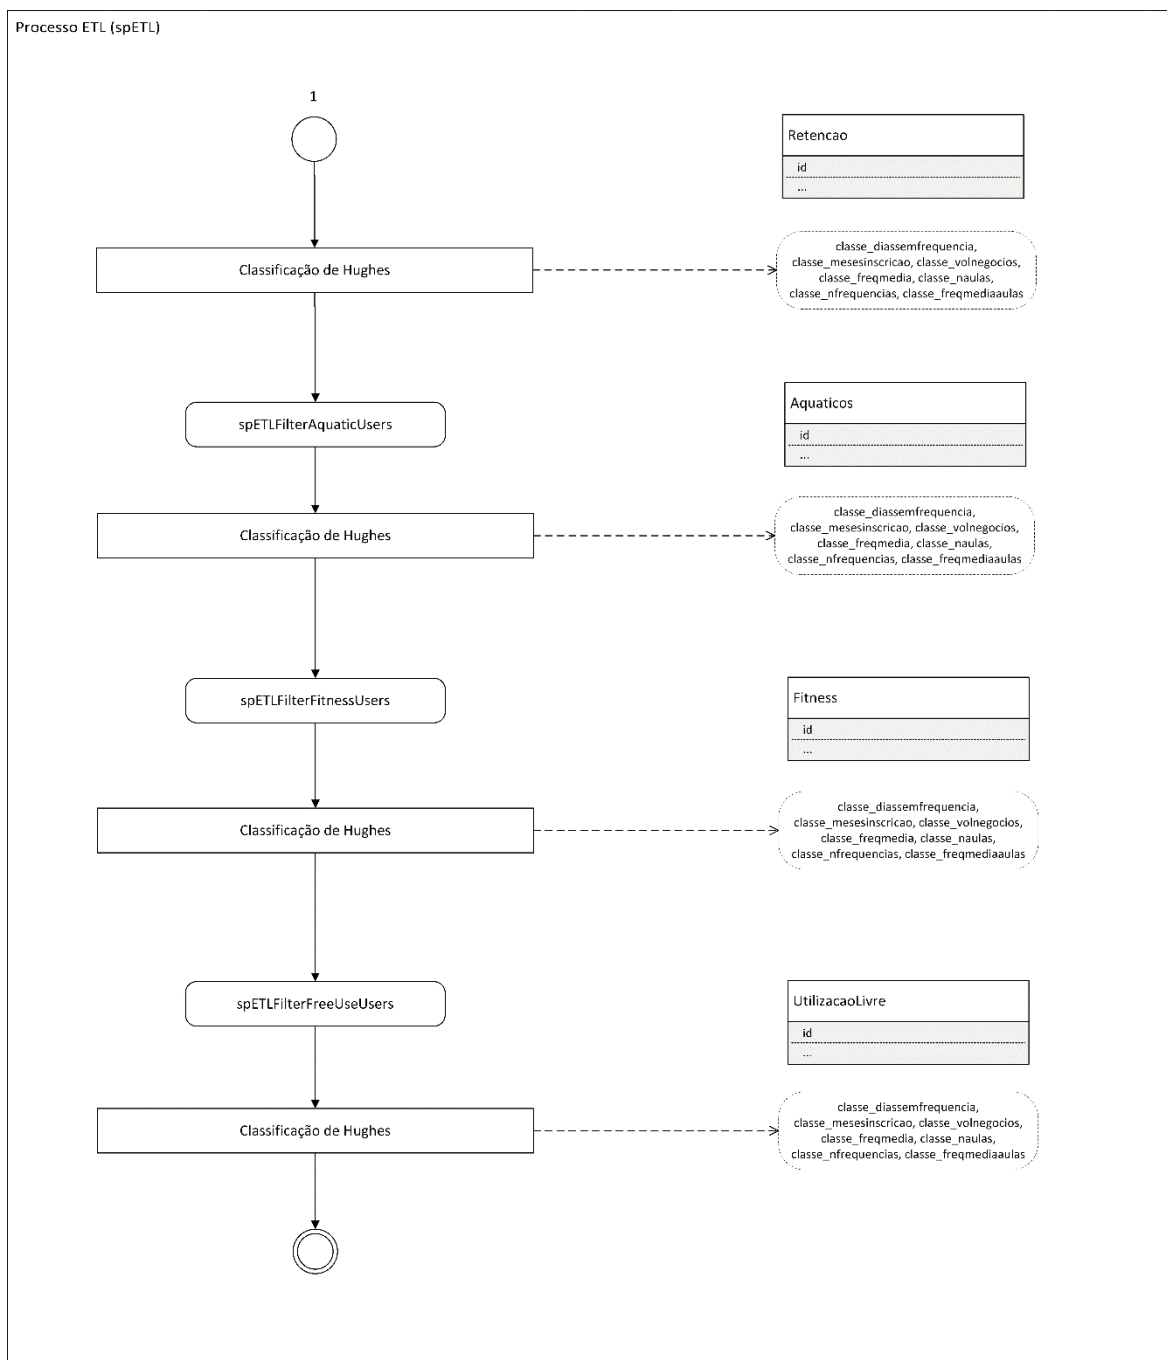 Processo ETL (spETL)
1
Retencao
id
...
Classificação de Hughes
classe_diassemfrequencia,
classe_mesesinscricao, classe_volnegocios,
classe_freqmedia, classe_naulas,
classe_nfrequencias, classe_freqmediaaulas
spETLFilterAquaticUsers
Aquaticos
id
...
Classificação de Hughes
classe_diassemfrequencia,
classe_mesesinscricao, classe_volnegocios,
classe_freqmedia, classe_naulas,
classe_nfrequencias, classe_freqmediaaulas
spETLFilterFitnessUsers
Fitness
id
...
Classificação de Hughes
classe_diassemfrequencia,
classe_mesesinscricao, classe_volnegocios,
classe_freqmedia, classe_naulas,
classe_nfrequencias, classe_freqmediaaulas
spETLFilterFreeUseUsers
UtilizacaoLivre
id
...
Classificação de Hughes
classe_diassemfrequencia,
classe_mesesinscricao, classe_volnegocios,
classe_freqmedia, classe_naulas,
classe_nfrequencias, classe_freqmediaaulas